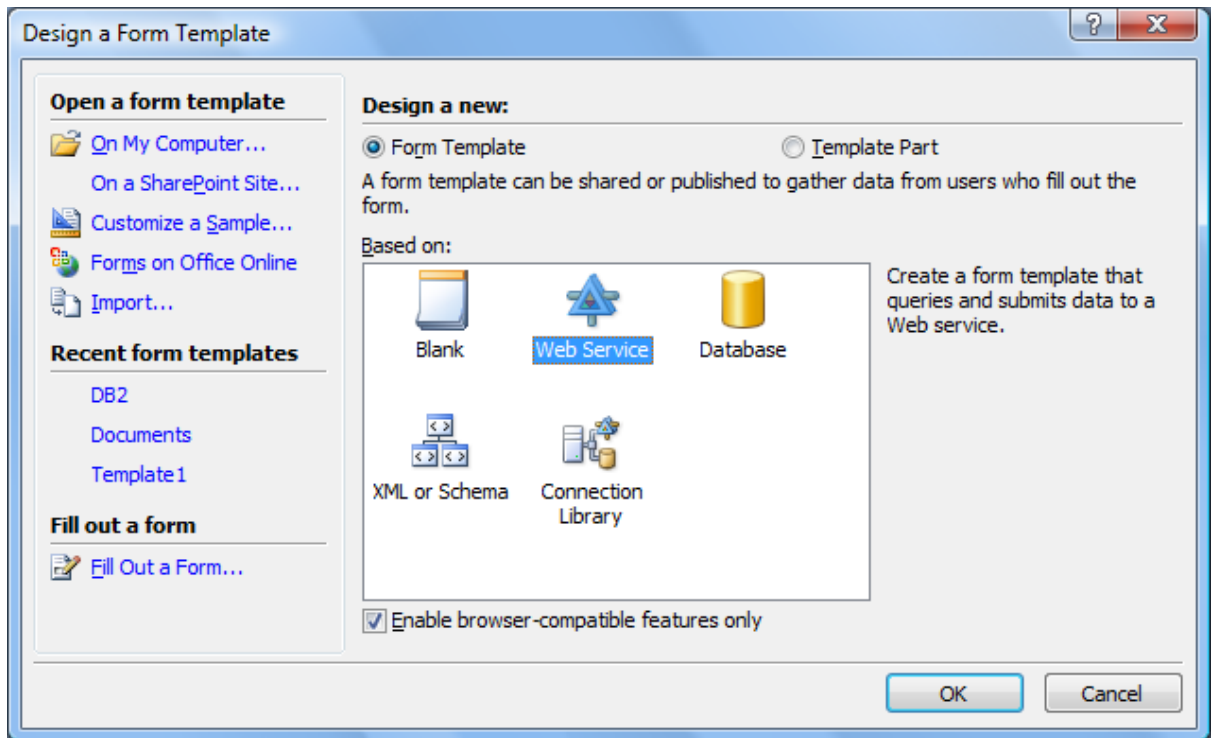 Design a Form Template
Open a form template
On My Computer...
On a SharePoint Site...
Customize a Sample...
Forms on Office Online
Import...
Recent form templates
DB2
Documents
Template1
Fill out a form
Fill Out a Form...
Design a new:
Form Template
Template Part
A form template can be shared or published to gather data from users who fill out the
form.
Based on:
Blank
Web Service
Database
XML or Schema
Connection
Library
Create a form template that
queries and submits data to a
Web service.
Enable browser-compatible features only
OK
Cancel